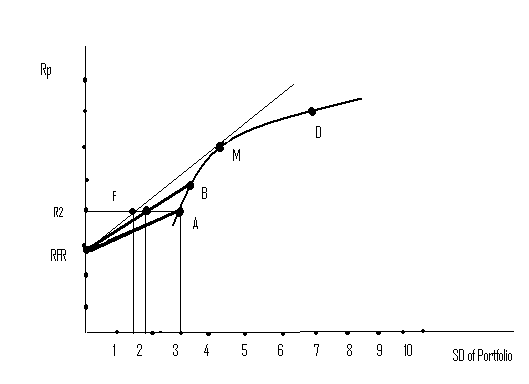 Rp
D
M
B
F
R2
A
RFR
1 2 3 4 5 6 7 8 9 10
SD of Portfolio